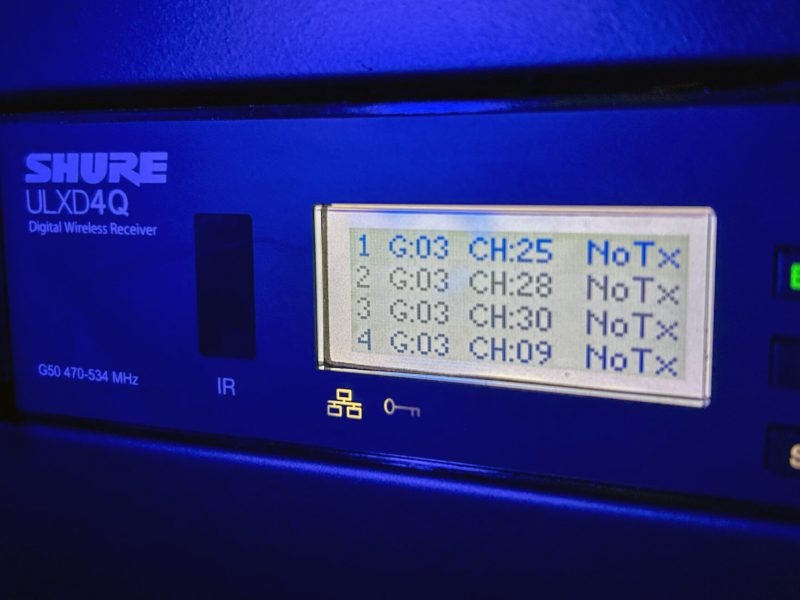 SHURE
ULXD4Q
Digital Wireless Receiver
1 G:03 CH:25 NoTx
2 G:03 CH:28 NoTx
3 G:03 CH:30 NoTx
4 G:03 CH:09 NoTx
G50 470-534 MHz
IR